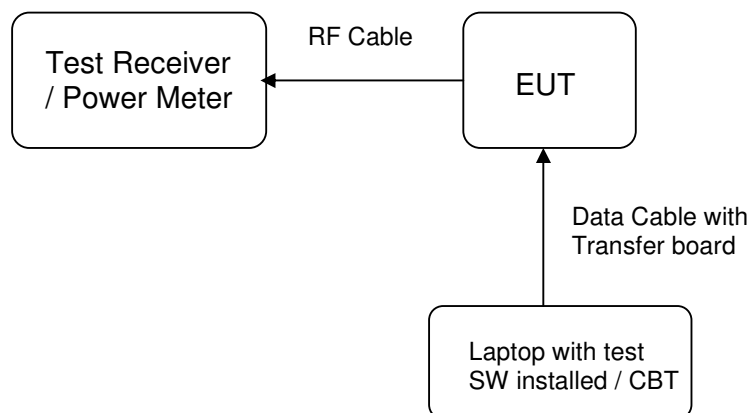 Test Receiver
/ Power Meter
RF Cable
EUT
Data Cable with
Transfer board
Laptop with test
SW installed / CBT